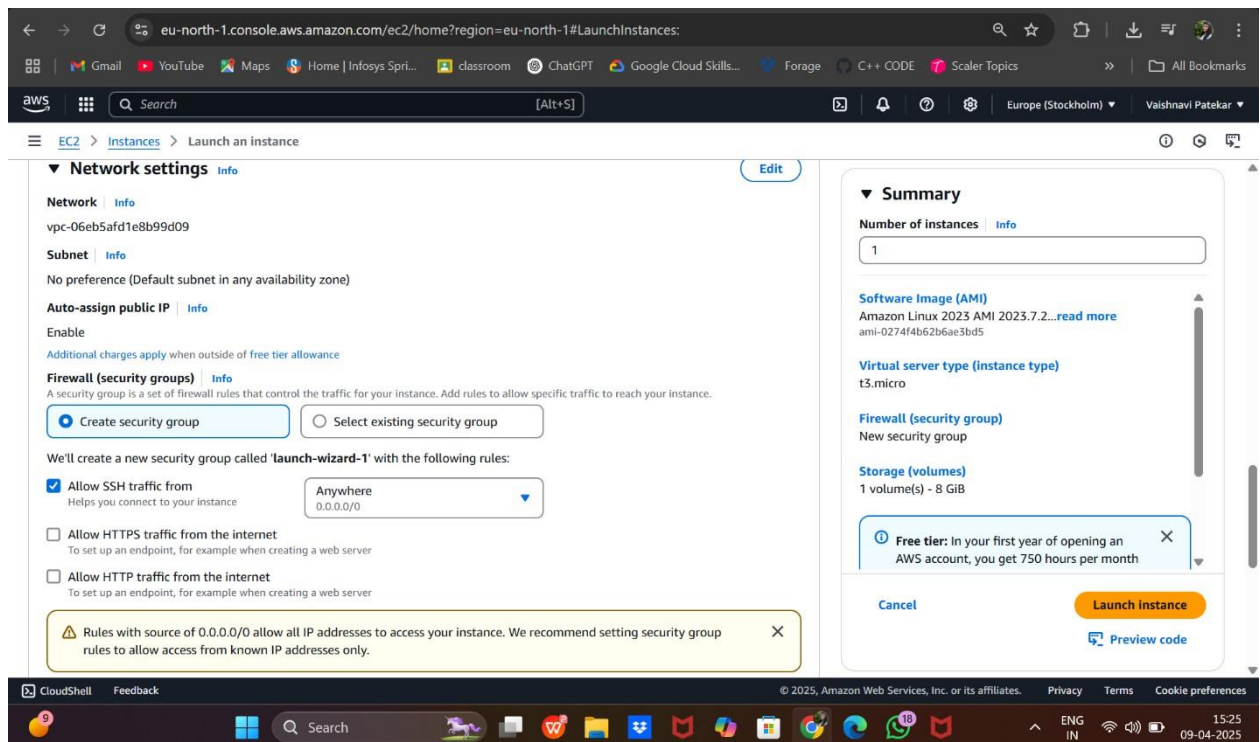 eu-north-1.console.aws.amazon.com/ec2/home?region=eu-north-1#LaunchInstances:
Gmail YouTube Maps Home | Infosys Spri... classroom ChatGPT Google Cloud Skills... Forage C++ CODE Scaler Topics » All Bookmarks
aws Search [Alt+S] Europe (Stockholm) ▼ Vaishnavi Patekar ▼
EC2 > Instances > Launch an instance
▼ Network settings Info
Edit
Network Info
vpc-06eb5afd1e8b99d09
Subnet Info
No preference (Default subnet in any availability zone)
Auto-assign public IP Info
Enable
Additional charges apply when outside of free tier allowance
Firewall (security groups) Info
A security group is a set of firewall rules that control the traffic for your instance. Add rules to allow specific traffic to reach your instance.
Create security group
Select existing security group
We'll create a new security group called 'launch-wizard-1' with the following rules:
Allow SSH traffic from
Helps you connect to your instance
Anywhere
0.0.0.0/0
Allow HTTPS traffic from the internet
To set up an endpoint, for example when creating a web server
Allow HTTP traffic from the internet
To set up an endpoint, for example when creating a web server
Rules with source of 0.0.0.0/0 allow all IP addresses to access your instance. We recommend setting security group
rules to allow access from known IP addresses only.
▼ Summary
Number of instances Info
1
Software Image (AMI)
Amazon Linux 2023 AMI 2023.7.2...read more
ami-0274f4b62b6ae3bd5
Virtual server type (instance type)
t3.micro
Firewall (security group)
New security group
Storage (volumes)
1 volume(s) - 8 GiB
Free tier: In your first year of opening an
AWS account, you get 750 hours per month
Cancel
Launch instance
Preview code
CloudShell Feedback © 2025, Amazon Web Services, Inc. or its affiliates. Privacy Terms Cookie preferences
9 Search 18 ENG 15:25
IN 09-04-2025